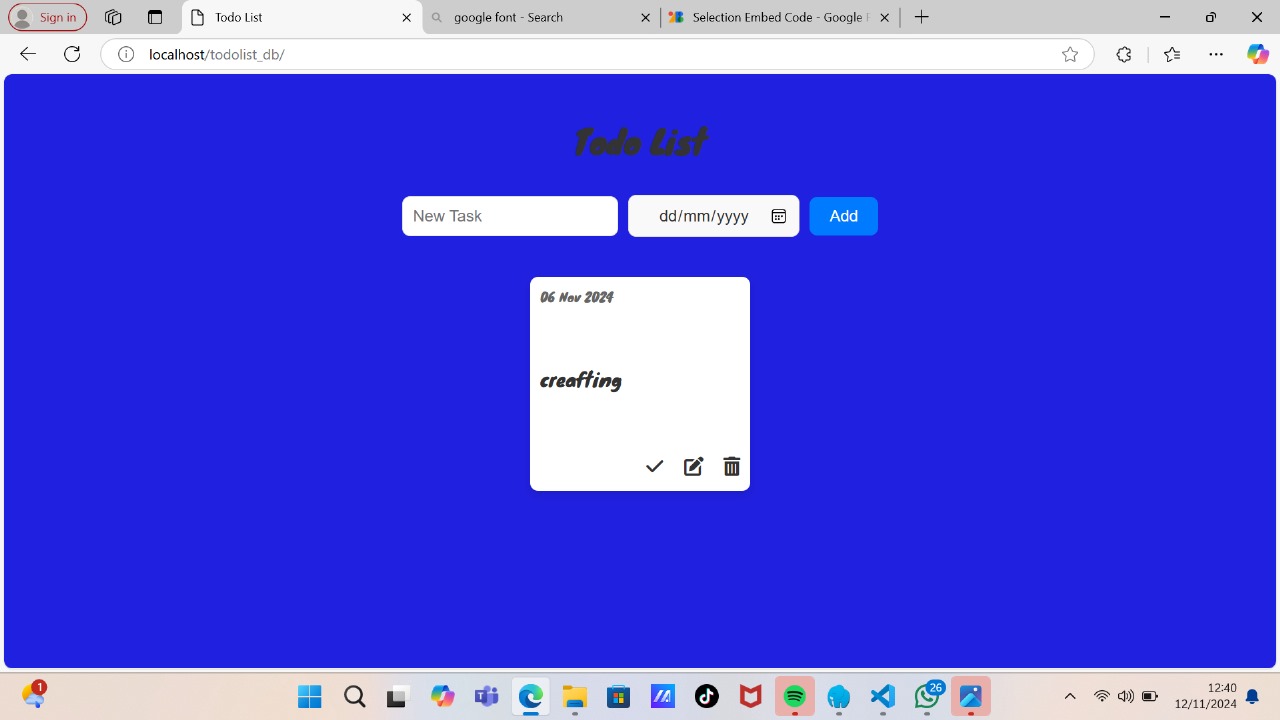 Sign in
Todo List
google font - Search
Selection Embed Code - Google F
localhost/todolist_db/
Todo List
New Task
dd/mm/yyyy
Add
06 Nov 2024
creafting
1
26
12:40
12/11/2024